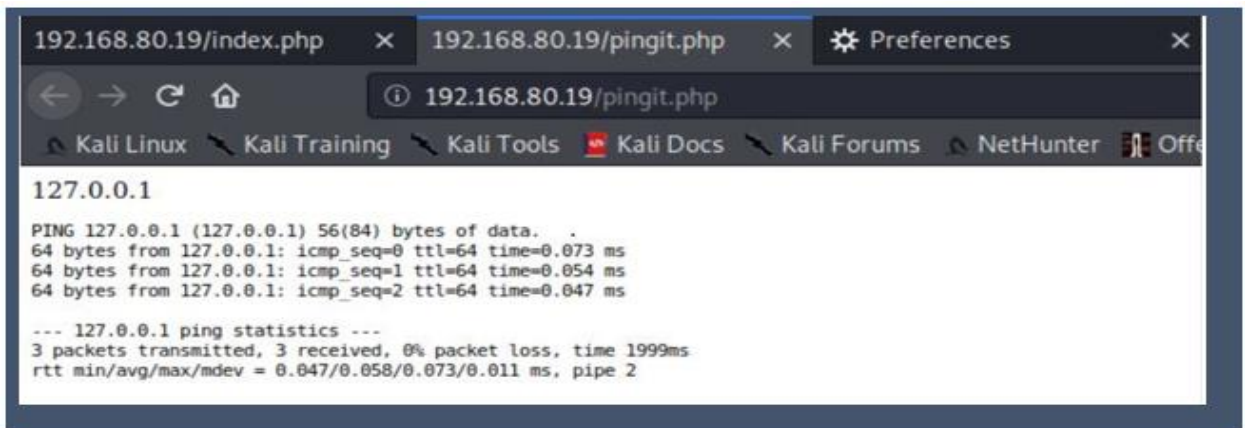 192.168.80.19/index.php × 192.168.80.19/pingit.php × Preferences ×
192.168.80.19/pingit.php
Kali Linux Kali Training Kali Tools Kali Docs Kali Forums NetHunter Offe
127.0.0.1
PING 127.0.0.1 (127.0.0.1) 56(84) bytes of data. .
64 bytes from 127.0.0.1: icmp_seq=0 ttl=64 time=0.073 ms
64 bytes from 127.0.0.1: icmp_seq=1 ttl=64 time=0.054 ms
64 bytes from 127.0.0.1: icmp_seq=2 ttl=64 time=0.047 ms
--- 127.0.0.1 ping statistics ---
3 packets transmitted, 3 received, 0% packet loss, time 1999ms
rtt min/avg/max/mdev = 0.047/0.058/0.073/0.011 ms, pipe 2